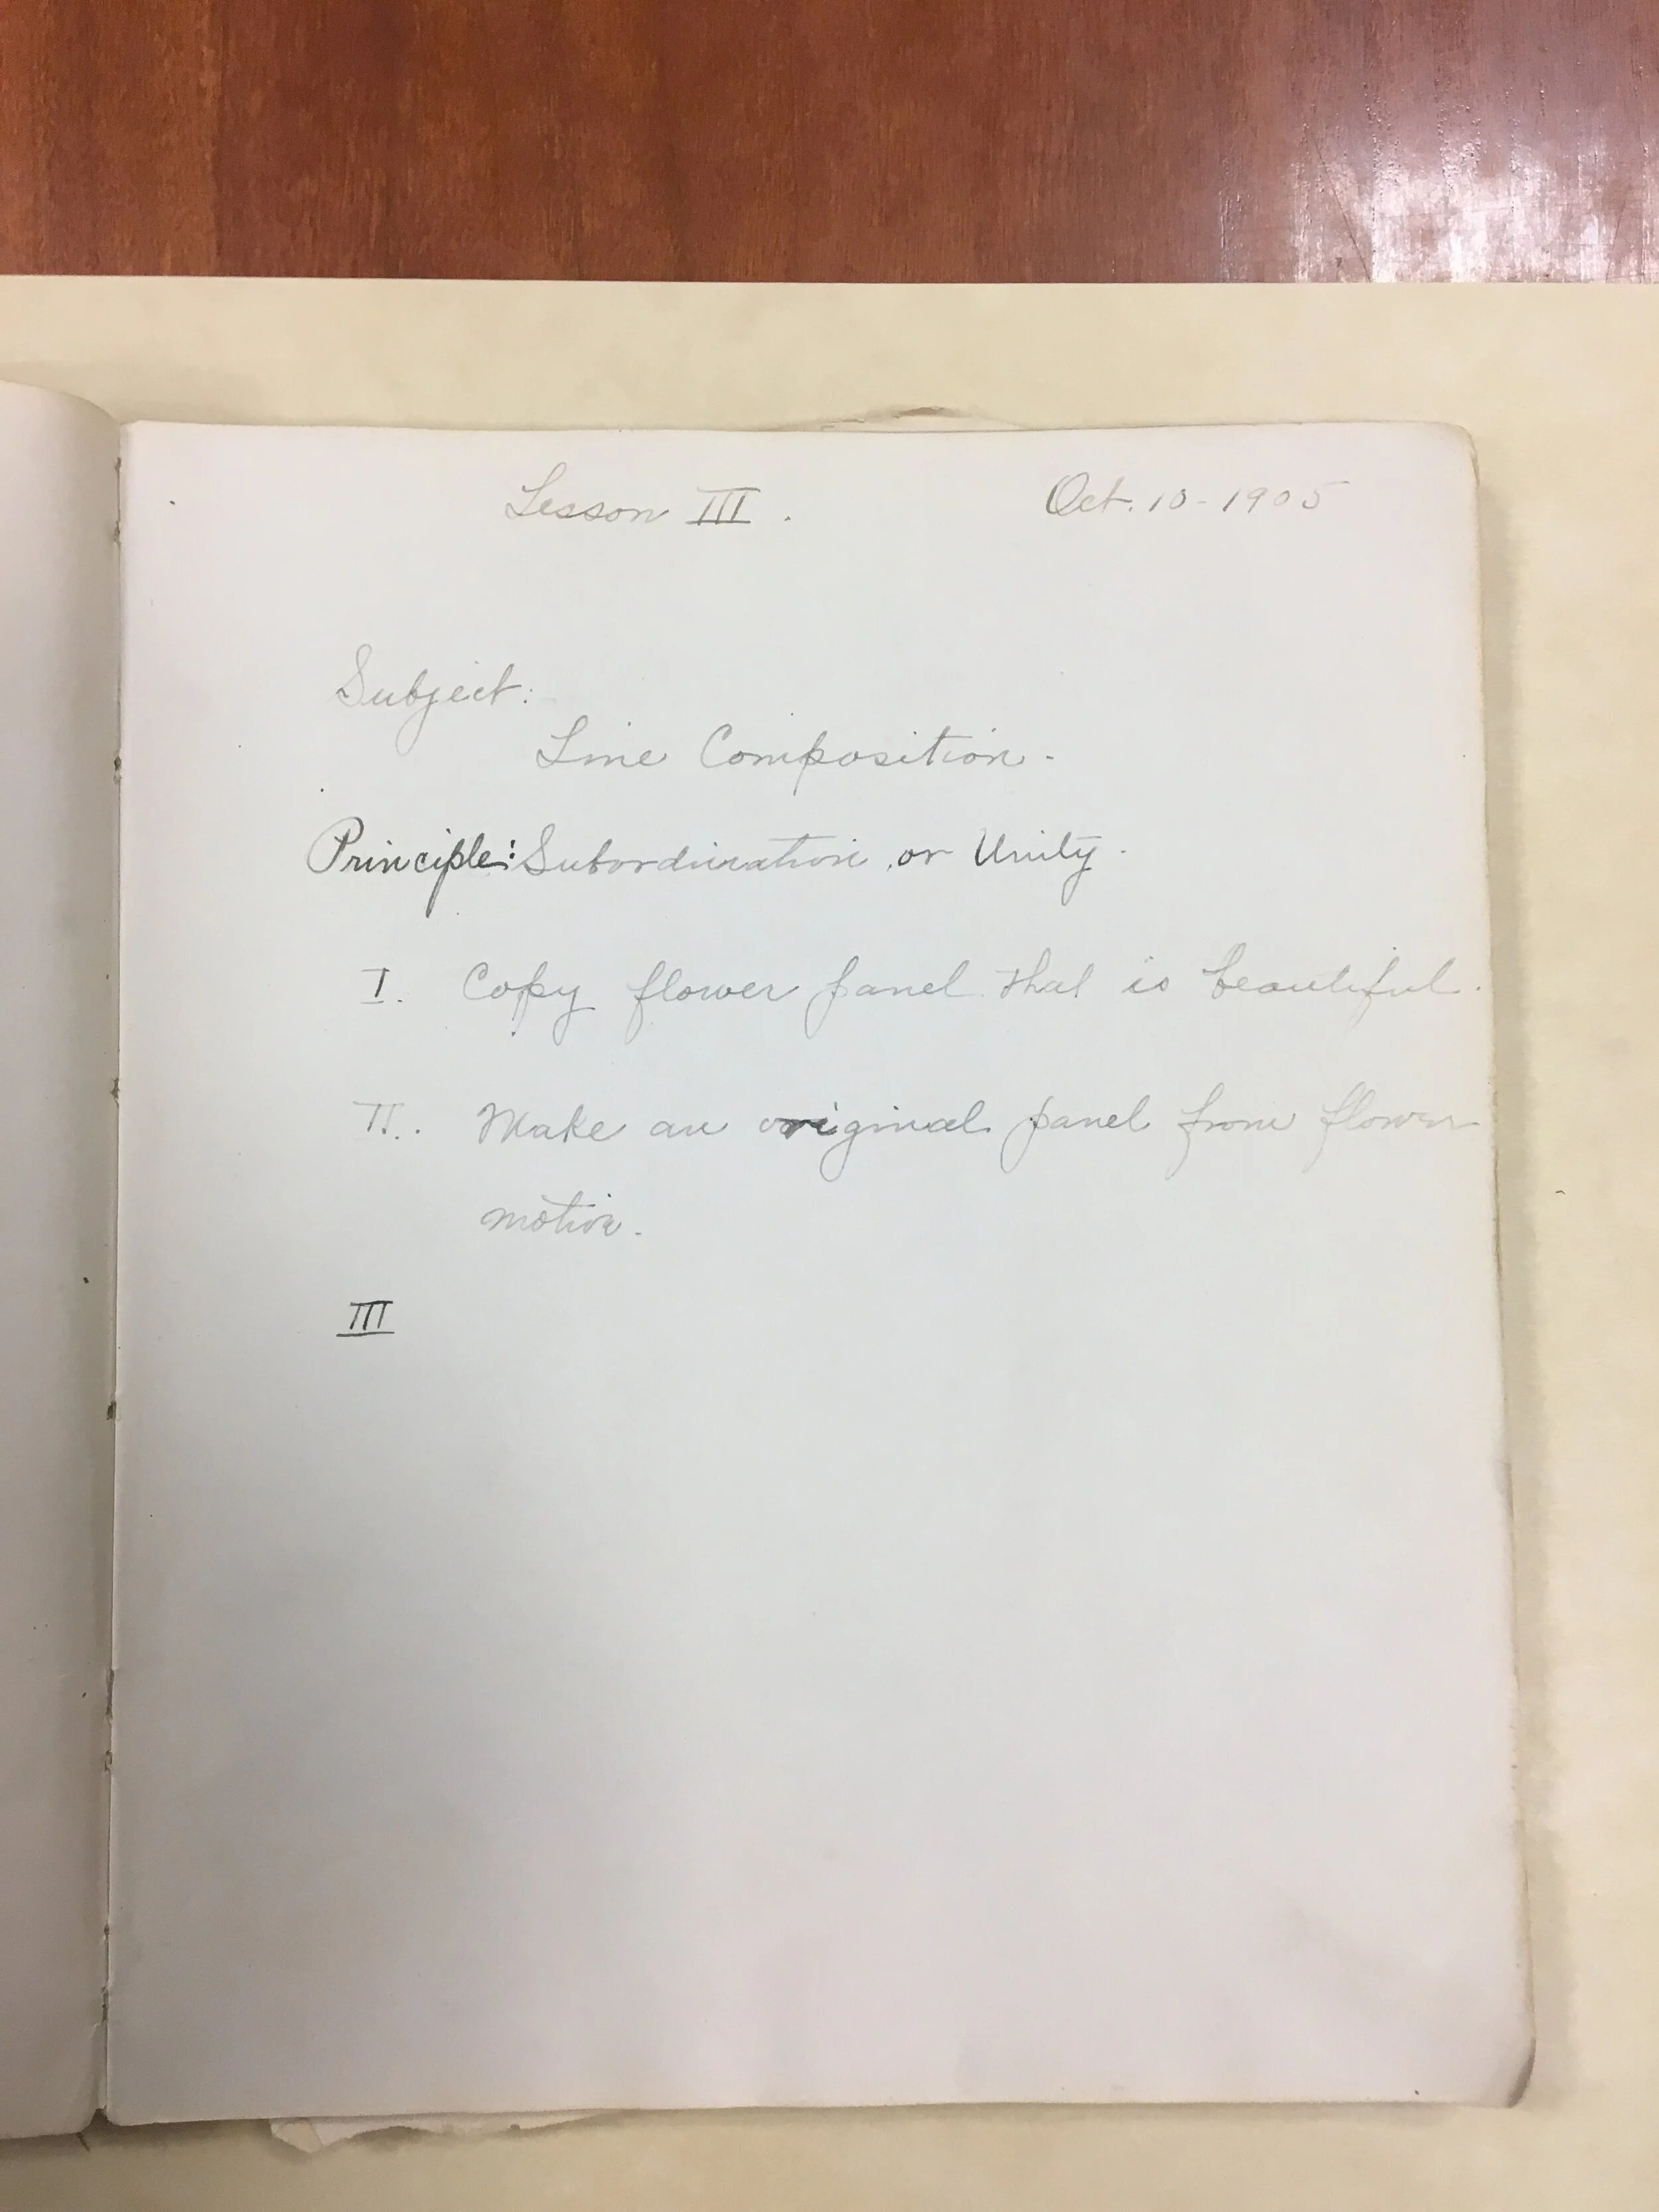 Lesson III. Oct. 10-1905
Subject:
Line Composition.
Principle: Subordination or Unity.
I. Copy flower panel that is beautiful.
II. Make an original panel from flower
motion.
III